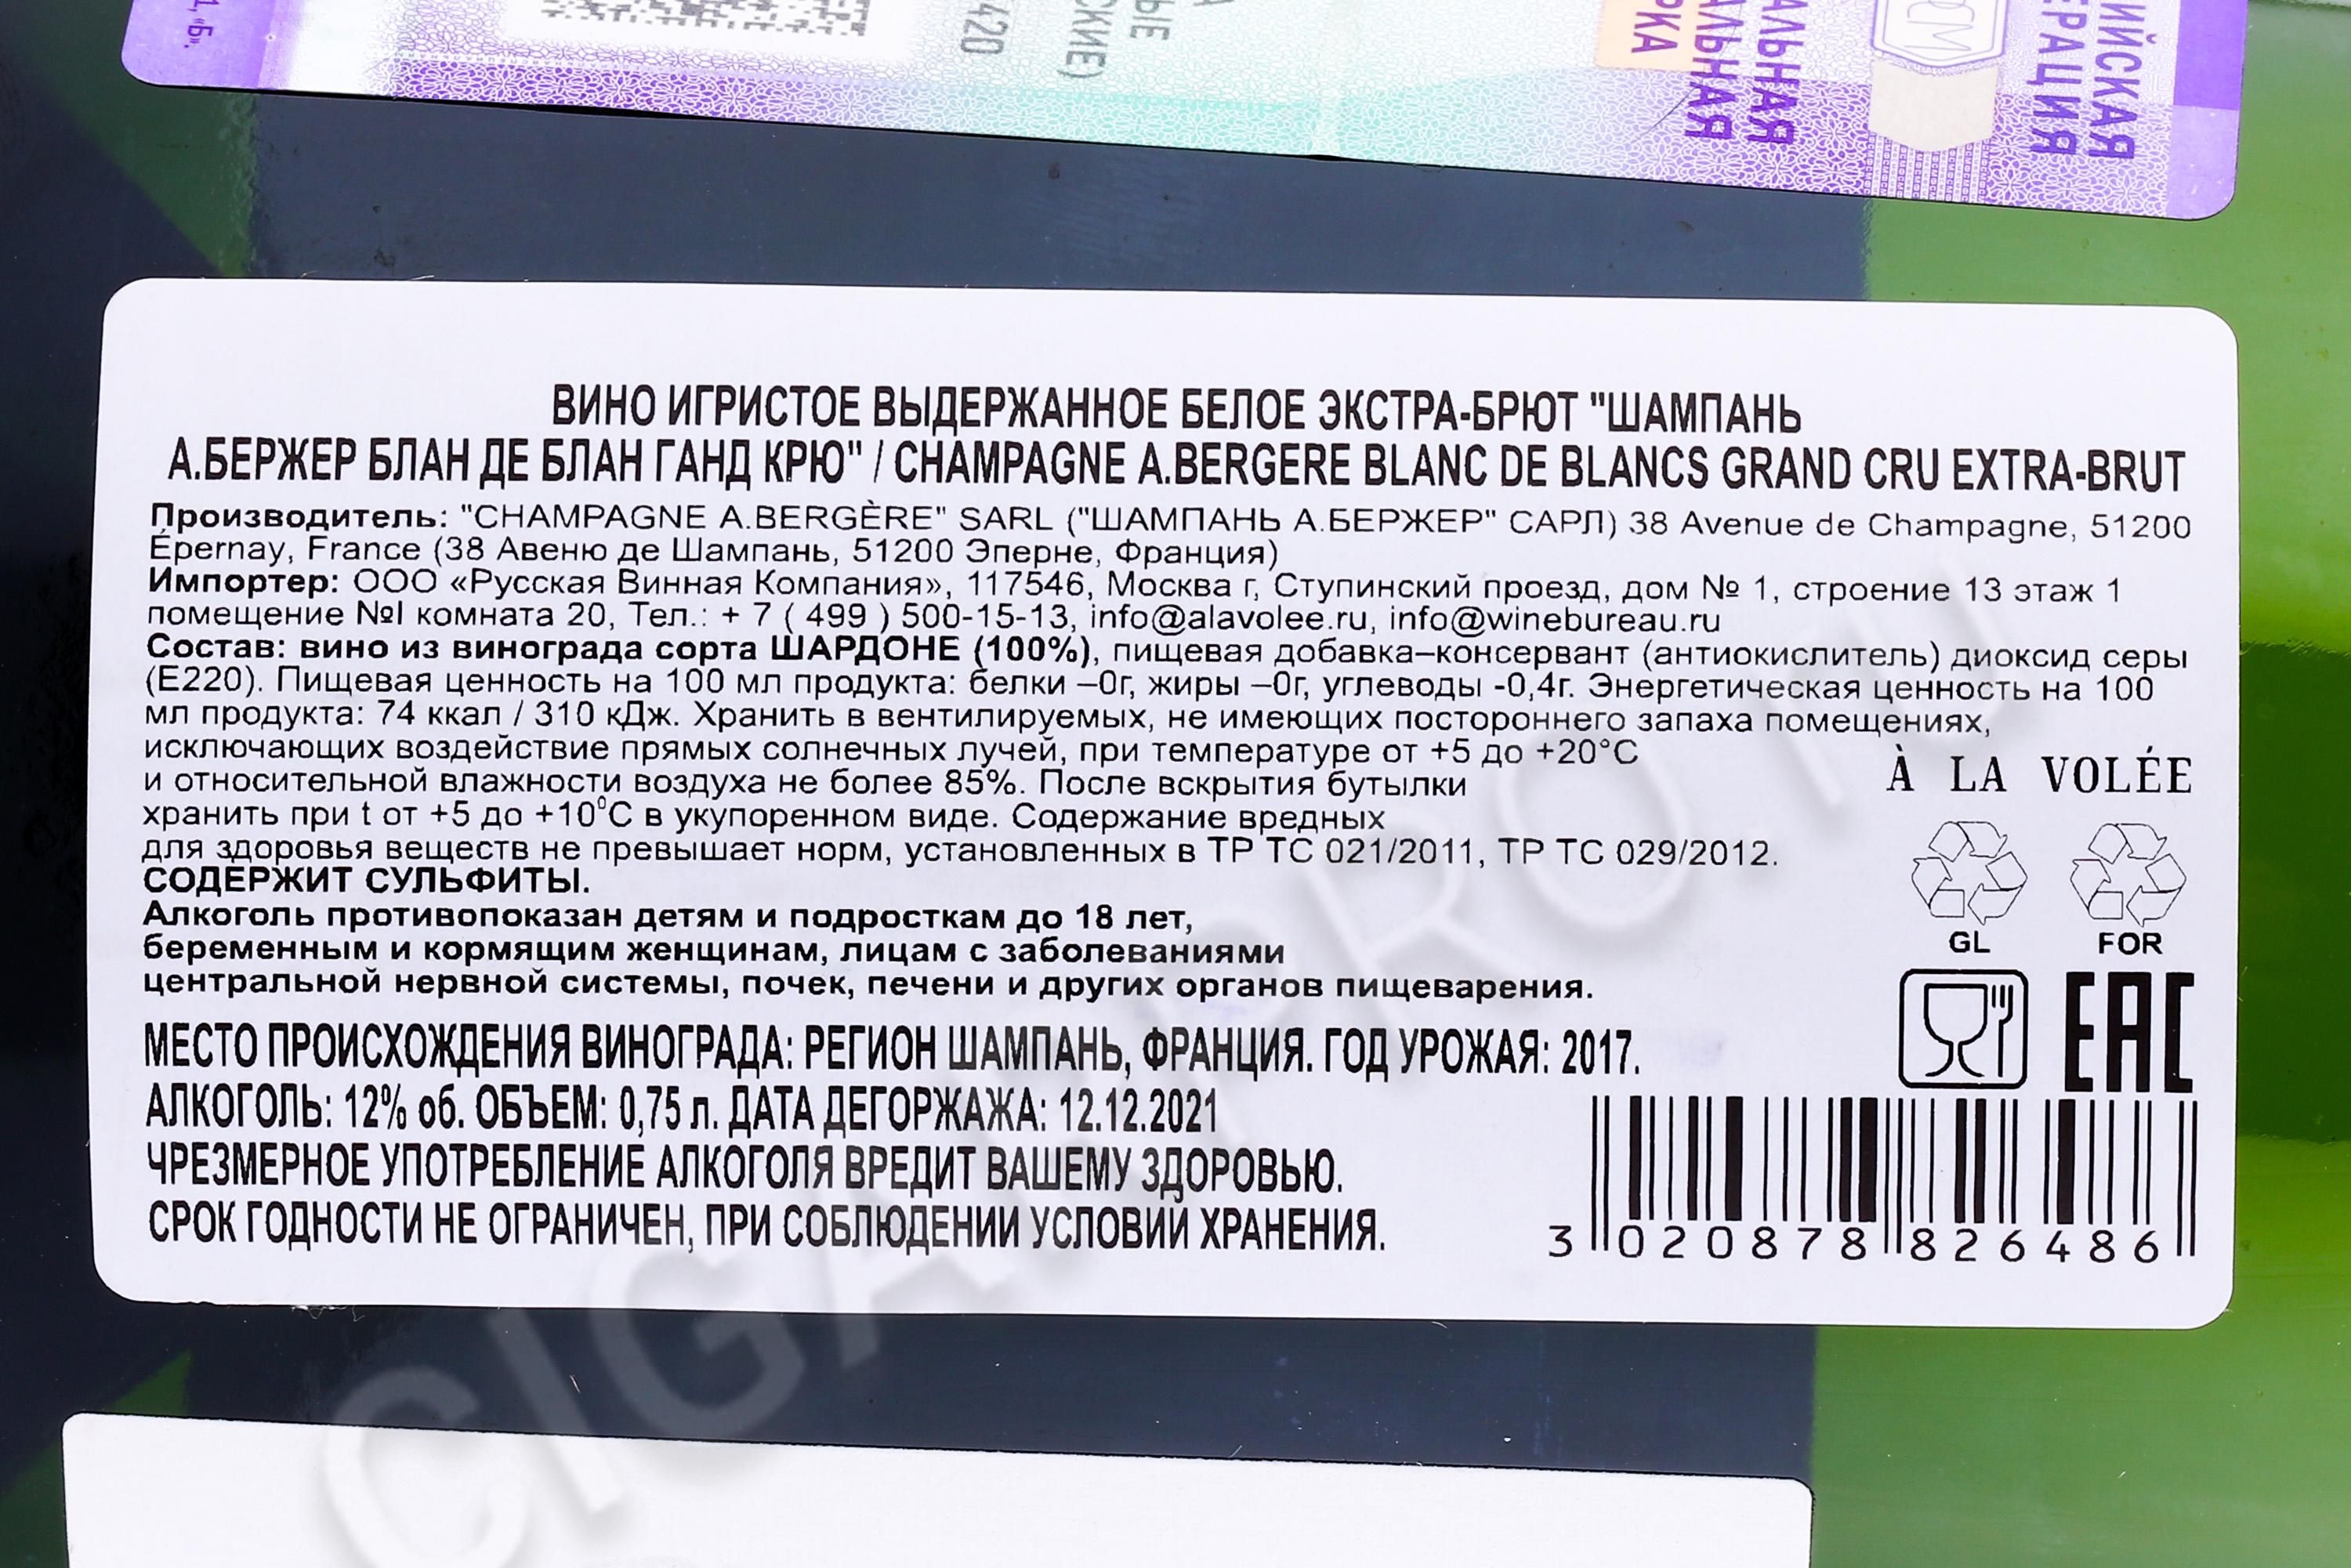 1, «Б».
420
СКИЕ)
ЫЕ
РКА
АЛЬНАЯ
АЛЬНАЯ
ЕРАЦИЯ
ИЙСКАЯ
ВИНО ИГРИСТОЕ ВЫДЕРЖАННОЕ БЕЛОЕ ЭКСТРА-БРЮТ "ШАМПАНЬ
А.БЕРЖЕР БЛАН ДЕ БЛАН ГАНД КРЮ" / CHAMPAGNE A.BERGERE BLANC DE BLANCS GRAND CRU EXTRA-BRUT
Производитель: "CHAMPAGNE A.BERGÈRE" SARL ("ШАМПАНЬ А.БЕРЖЕР" САРЛ) 38 Avenue de Champagne, 51200
Épernay, France (38 Авеню де Шампань, 51200 Эперне, Франция)
Импортер: ООО «Русская Винная Компания», 117546, Москва г, Ступинский проезд, дом № 1, строение 13 этаж 1
помещение №I комната 20, Тел.: + 7 ( 499 ) 500-15-13, info@alavolee.ru, info@winebureau.ru
Состав: вино из винограда сорта ШАРДОНЕ (100%), пищевая добавка–консервант (антиокислитель) диоксид серы
(Е220). Пищевая ценность на 100 мл продукта: белки –0г, жиры –0г, углеводы -0,4г. Энергетическая ценность на 100
мл продукта: 74 ккал / 310 кДж. Хранить в вентилируемых, не имеющих постороннего запаха помещениях,
исключающих воздействие прямых солнечных лучей, при температуре от +5 до +20°С
и относительной влажности воздуха не более 85%. После вскрытия бутылки
хранить при t от +5 до +10°С в укупоренном виде. Содержание вредных
для здоровья веществ не превышает норм, установленных в ТР ТС 021/2011, ТР ТС 029/2012.
СОДЕРЖИТ СУЛЬФИТЫ.
Алкоголь противопоказан детям и подросткам до 18 лет,
беременным и кормящим женщинам, лицам с заболеваниями
центральной нервной системы, почек, печени и других органов пищеварения.
МЕСТО ПРОИСХОЖДЕНИЯ ВИНОГРАДА: РЕГИОН ШАМПАНЬ, ФРАНЦИЯ. ГОД УРОЖАЯ: 2017.
АЛКОГОЛЬ: 12% об. ОБЪЕМ: 0,75 л. ДАТА ДЕГОРЖАЖА: 12.12.2021
ЧРЕЗМЕРНОЕ УПОТРЕБЛЕНИЕ АЛКОГОЛЯ ВРЕДИТ ВАШЕМУ ЗДОРОВЬЮ.
СРОК ГОДНОСТИ НЕ ОГРАНИЧЕН, ПРИ СОБЛЮДЕНИИ УСЛОВИЙ ХРАНЕНИЯ.
À LA VOLÉE
GL FOR
EAC
3 020878 826486
CIGARPRO.RU